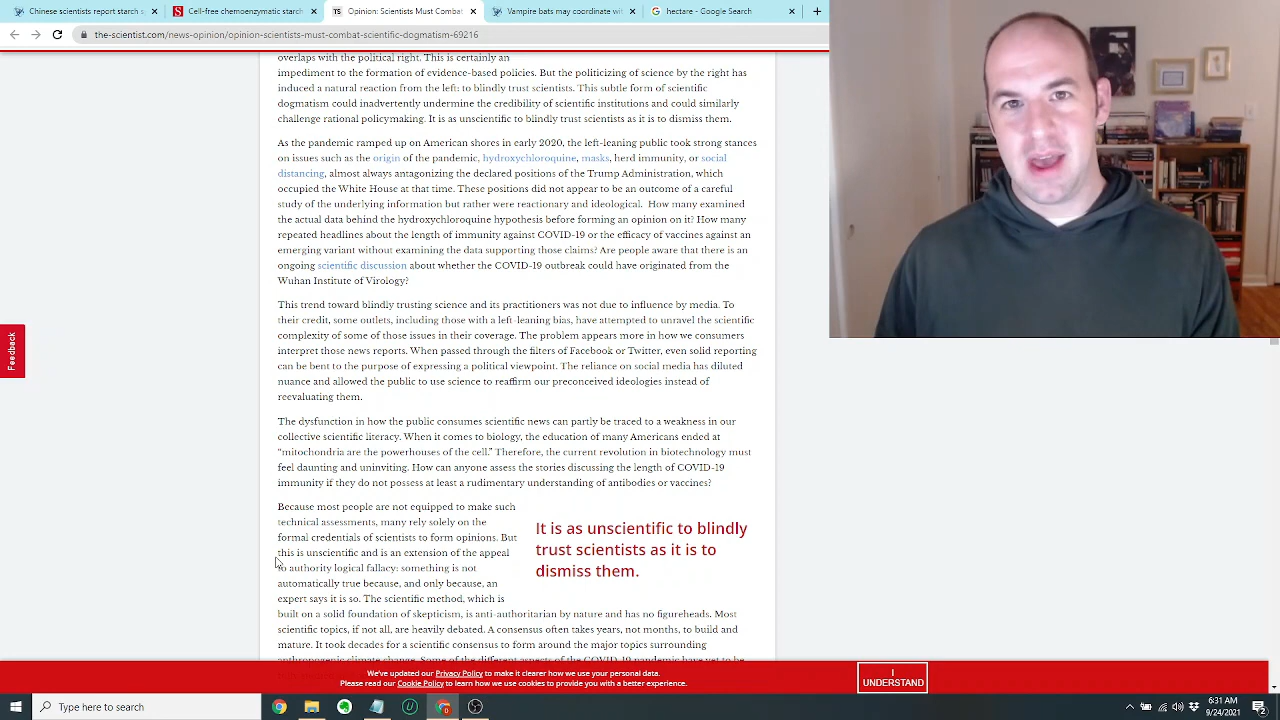 Chinese scientists report starch s
Cell-free chemoenzymatic starch
Opinion: Scientists Must Combat
Vampire bats may coordinate wit
hectare - Google Search
the-scientist.com/news-opinion/opinion-scientists-must-combat-scientific-dogmatism-69216
overlaps with the political right. This is certainly an
impediment to the formation of evidence-based policies. But the politicizing of science by the right has
induced a natural reaction from the left: to blindly trust scientists. This subtle form of scientific
dogmatism could inadvertently undermine the credibility of scientific institutions and could similarly
challenge rational policymaking. It is as unscientific to blindly trust scientists as it is to dismiss them.
As the pandemic ramped up on American shores in early 2020, the left-leaning public took strong stances
on issues such as the origin of the pandemic, hydroxychloroquine, masks, herd immunity, or social
distancing, almost always antagonizing the declared positions of the Trump Administration, which
occupied the White House at that time. These positions did not appear to be an outcome of a careful
study of the underlying information but rather were reactionary and ideological. How many examined
the actual data behind the hydroxychloroquine hypothesis before forming an opinion on it? How many
repeated headlines about the length of immunity against COVID-19 or the efficacy of vaccines against an
emerging variant without examining the data supporting those claims? Are people aware that there is an
ongoing scientific discussion about whether the COVID-19 outbreak could have originated from the
Wuhan Institute of Virology?
This trend toward blindly trusting science and its practitioners was not due to influence by media. To
their credit, some outlets, including those with a left-leaning bias, have attempted to unravel the scientific
complexity of some of those issues in their coverage. The problem appears more in how we consumers
interpret those news reports. When passed through the filters of Facebook or Twitter, even solid reporting
can be bent to the purpose of expressing a political viewpoint. The reliance on social media has diluted
nuance and allowed the public to use science to reaffirm our preconceived ideologies instead of
reevaluating them.
The dysfunction in how the public consumes scientific news can partly be traced to a weakness in our
collective scientific literacy. When it comes to biology, the education of many Americans ended at
“mitochondria are the powerhouses of the cell.” Therefore, the current revolution in biotechnology must
feel daunting and uninviting. How can anyone assess the stories discussing the length of COVID-19
immunity if they do not possess at least a rudimentary understanding of antibodies or vaccines?
Because most people are not equipped to make such
technical assessments, many rely solely on the
formal credentials of scientists to form opinions. But
this is unscientific and is an extension of the appeal
to authority logical fallacy: something is not
automatically true because, and only because, an
expert says it is so. The scientific method, which is
built on a solid foundation of skepticism, is anti-authoritarian by nature and has no figureheads. Most
scientific topics, if not all, are heavily debated. A consensus often takes years, not months, to build and
mature. It took decades for a scientific consensus to form around the major topics surrounding
anthropogenic climate change. Some of the different aspects of the COVID-19 pandemic have yet to be
It is as unscientific to blindly
trust scientists as it is to
dismiss them.
Feedback
We've updated our Privacy Policy to make it clearer how we use your personal data.
Please read our Cookie Policy to learn how we use cookies to provide you with a better experience.
I
UNDERSTAND
Type here to search
6:31 AM
9/24/2021